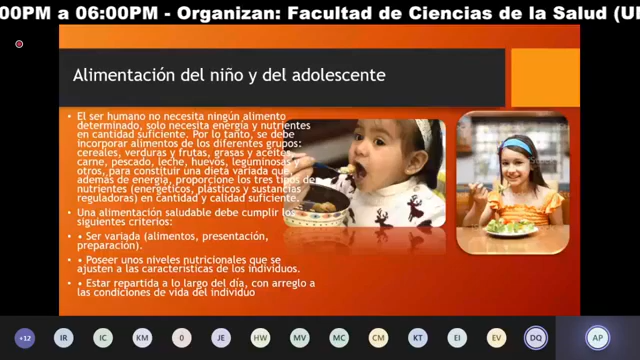 :00PM a 06:00PM - Organizan: Facultad de Ciencias de la Salud (U
Alimentación del niño y del adolescente
• El ser humano no necesita ningún alimento
determinado, solo necesita energía y nutrientes
en cantidad suficiente. Por lo tanto, se debe
incorporar alimentos de los diferentes grupos:
cereales, verduras y frutas, grasas y aceites,
carne, pescado, leche, huevos, leguminosas y
otros, para constituir una dieta variada que,
además de energía, proporcione los tres tipos de
nutrientes (energéticos, plásticos y sustancias
reguladoras) en cantidad y calidad suficiente.
• Una alimentación saludable debe cumplir los
siguientes criterios:
• • Ser variada (alimentos, presentación,
preparación).
• • Poseer unos niveles nutricionales que se
ajusten a las características de los individuos.
• • Estar repartida a lo largo del día, con arreglo a
las condiciones de vida del individuo
+12 IR IC KM 0 JE HW MV MC CM KT EI EV DQ AP